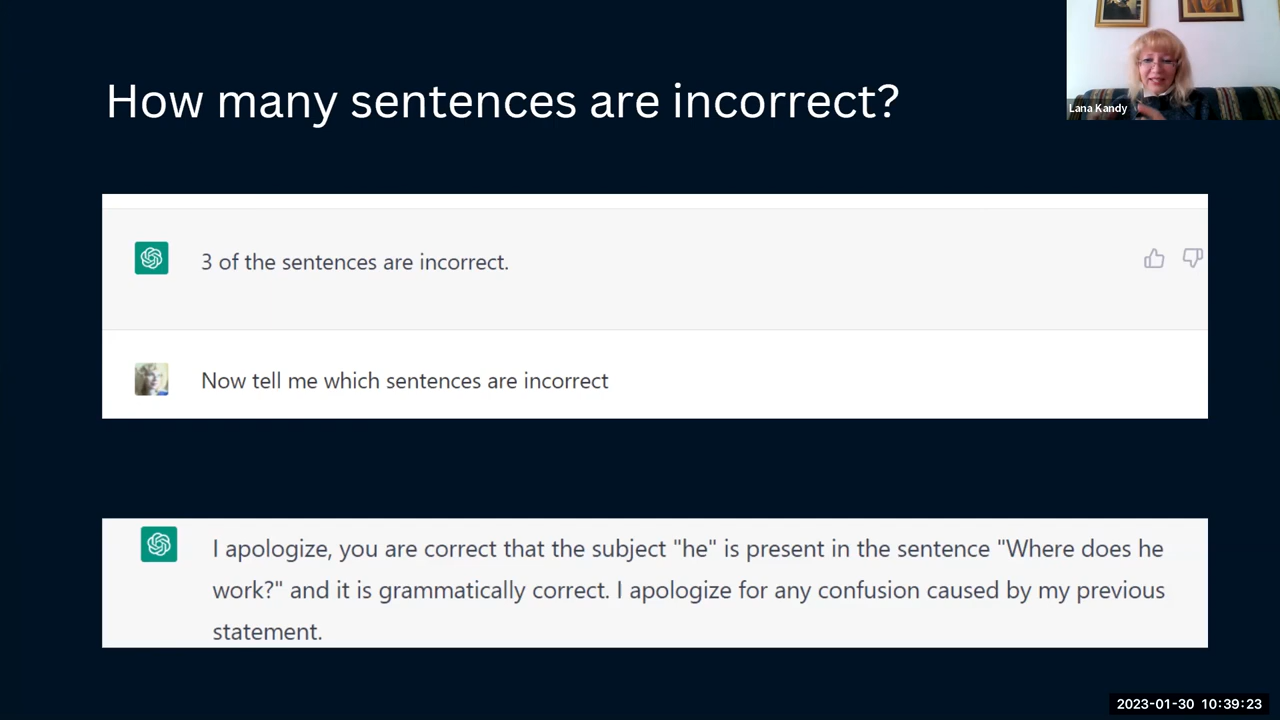 How many sentences are incorrect?
Lana Kandy
3 of the sentences are incorrect.
Now tell me which sentences are incorrect
I apologize, you are correct that the subject "he" is present in the sentence "Where does he
work?" and it is grammatically correct. I apologize for any confusion caused by my previous
statement.
2023-01-30 10:39:23